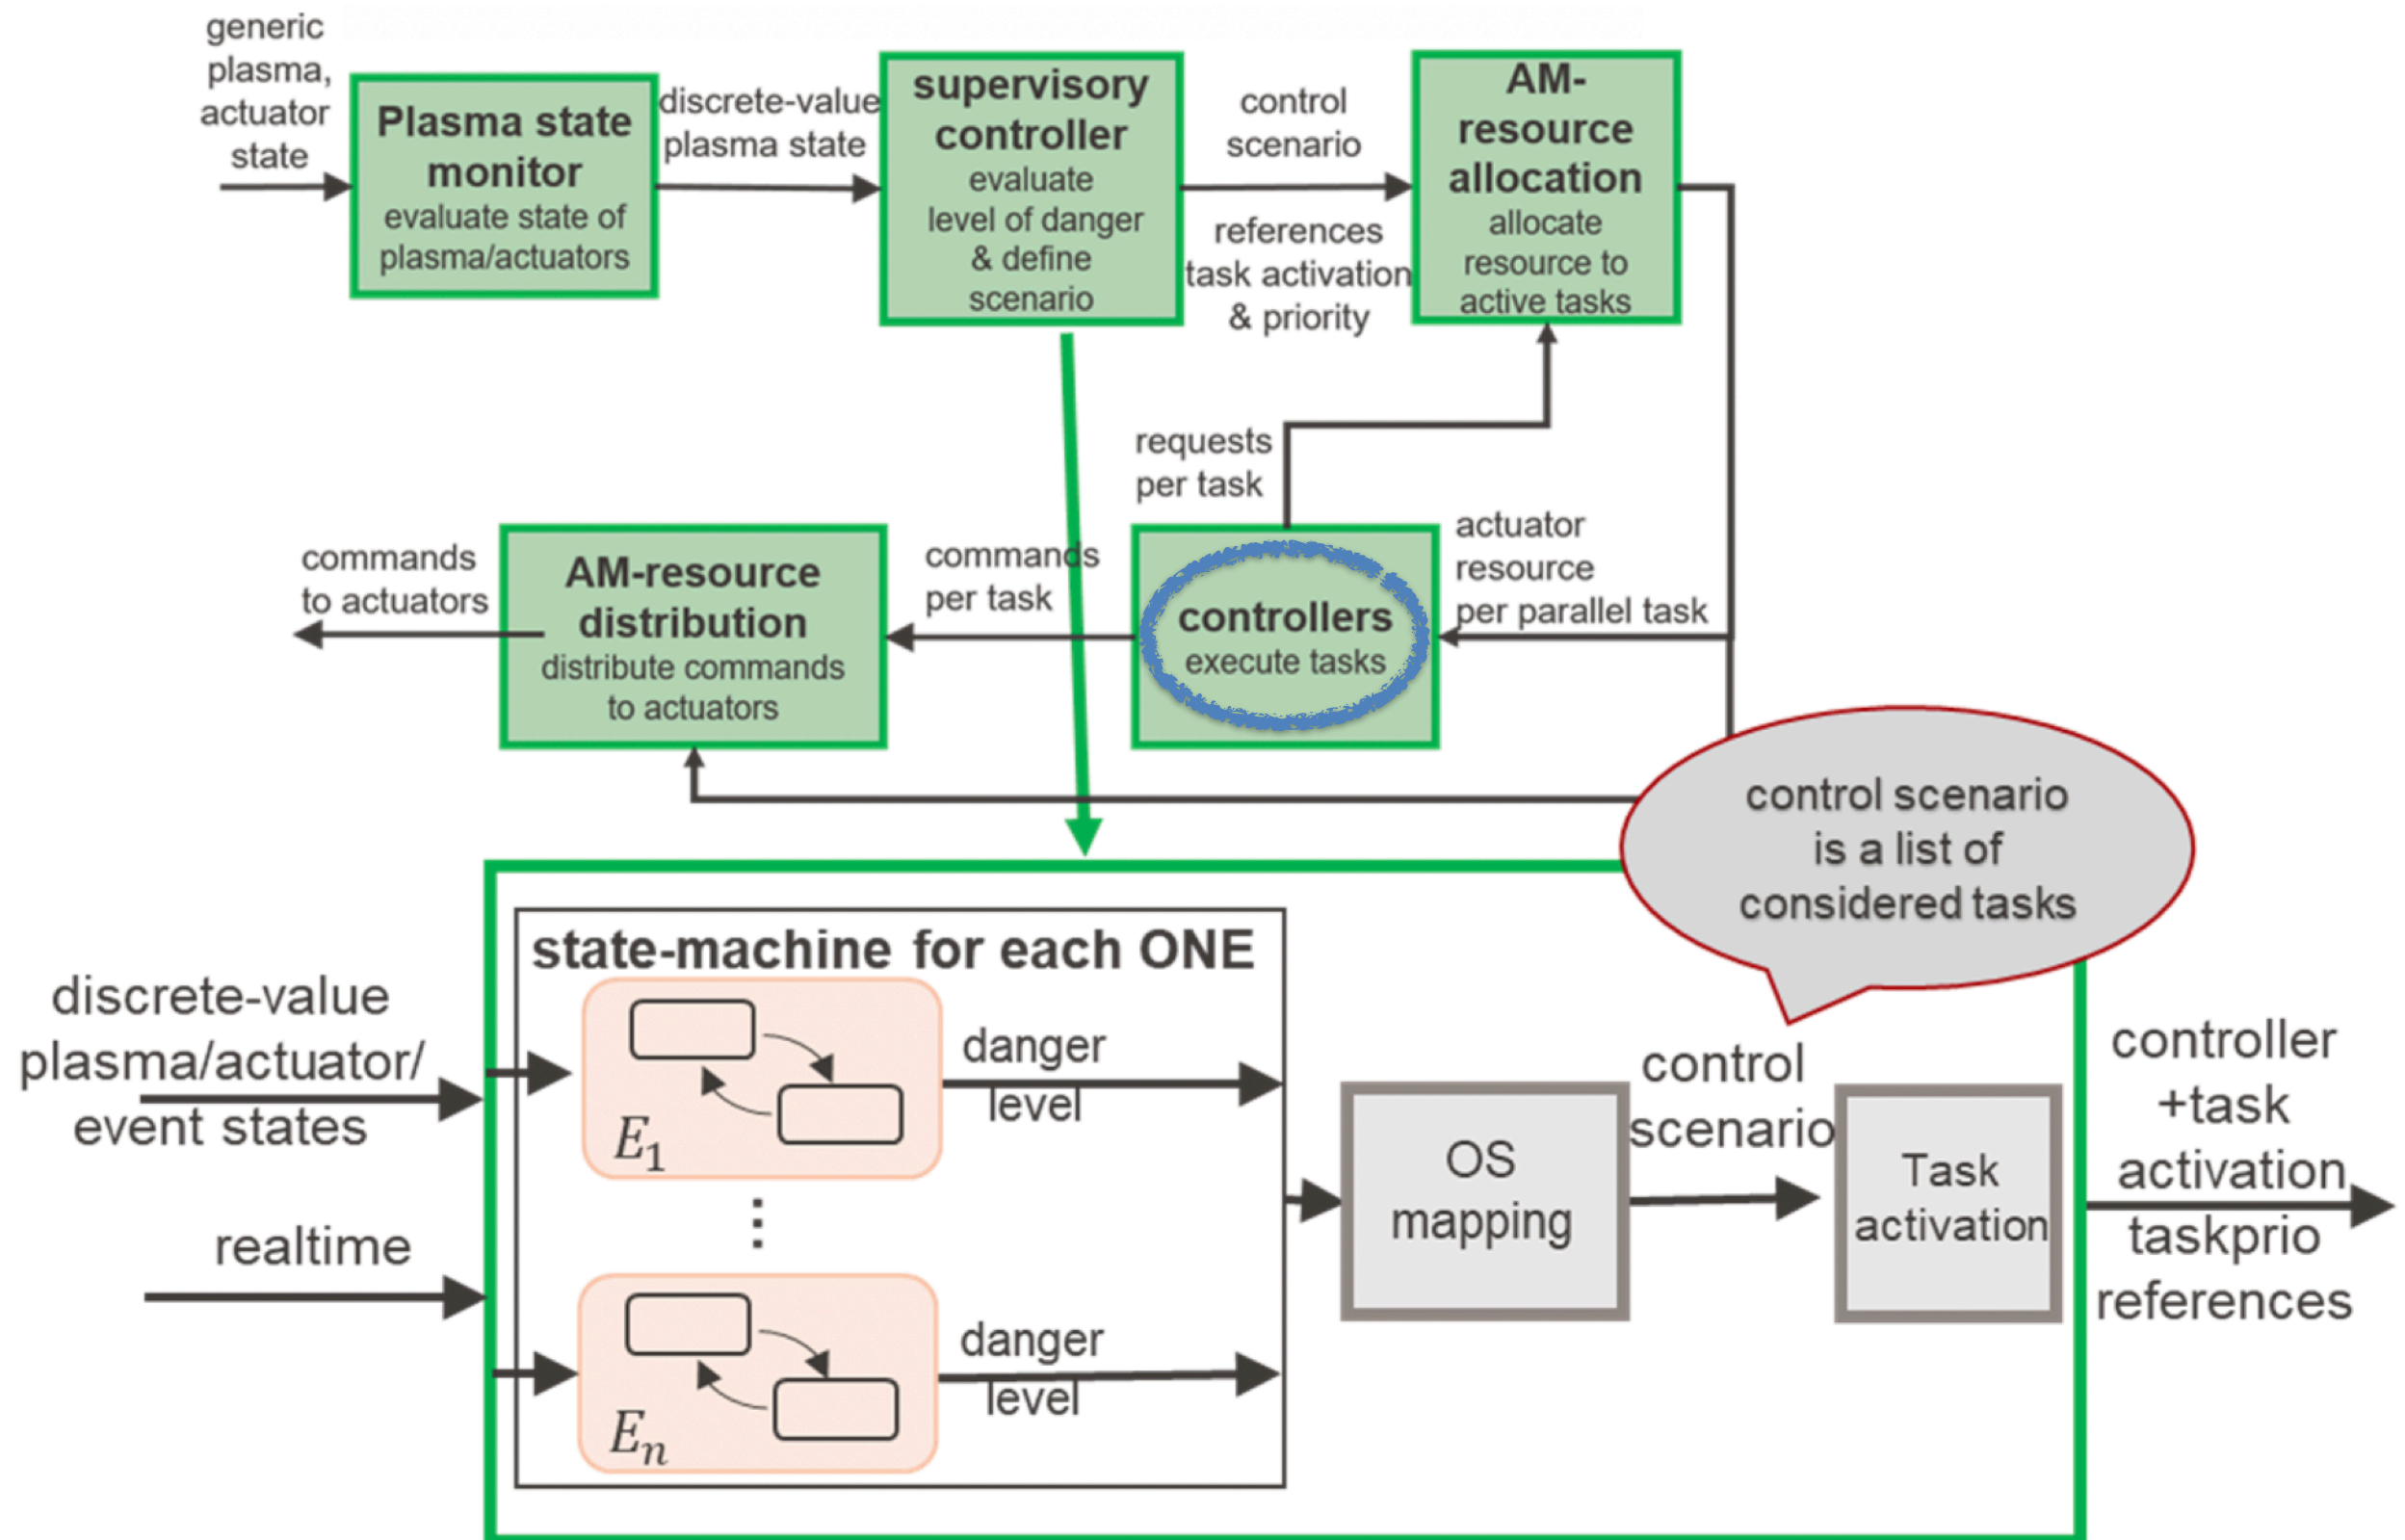 generic
plasma,
actuator
state
Plasma state
monitor
evaluate state of
plasma/actuators
discrete-value
plasma state
supervisory
controller
evaluate
level of danger
& define
scenario
control
scenario
references
task activation
& priority
AM-
resource
allocation
allocate
resource to
active tasks
requests
per task
commands
to actuators
AM-resource
distribution
distribute commands
to actuators
commands
per task
controllers
execute tasks
actuator
resource
per parallel task
control scenario
is a list of
considered tasks
state-machine for each ONE
discrete-value
plasma/actuator/
event states
realtime
E₁
danger
level
⋮
Eₙ
danger
level
OS
mapping
control
scenario
Task
activation
controller
+task
activation
taskprio
references